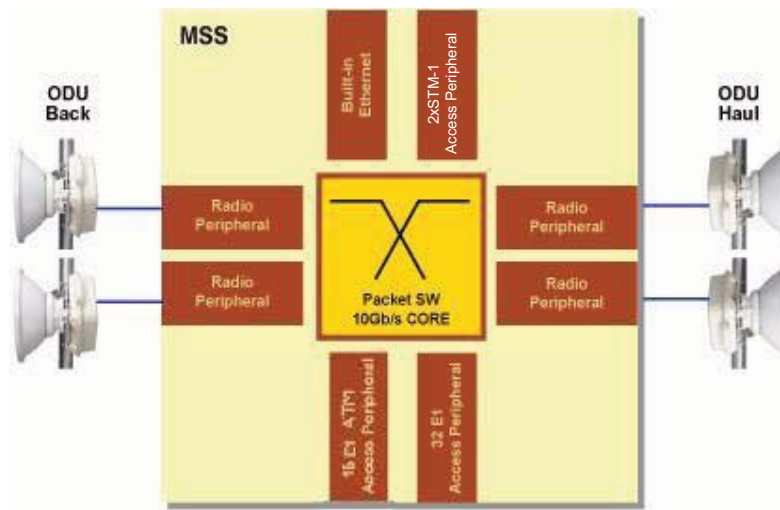 MSS
Built-in
Ethernet
2xSTM-1
Access Peripheral
ODU
Back
ODU
Haul
Radio
Peripheral
Radio
Peripheral
Radio
Peripheral
Radio
Peripheral
Packet SW
10Gb/s CORE
16 E1 ATM
Access Peripheral
32 E1
Access Peripheral